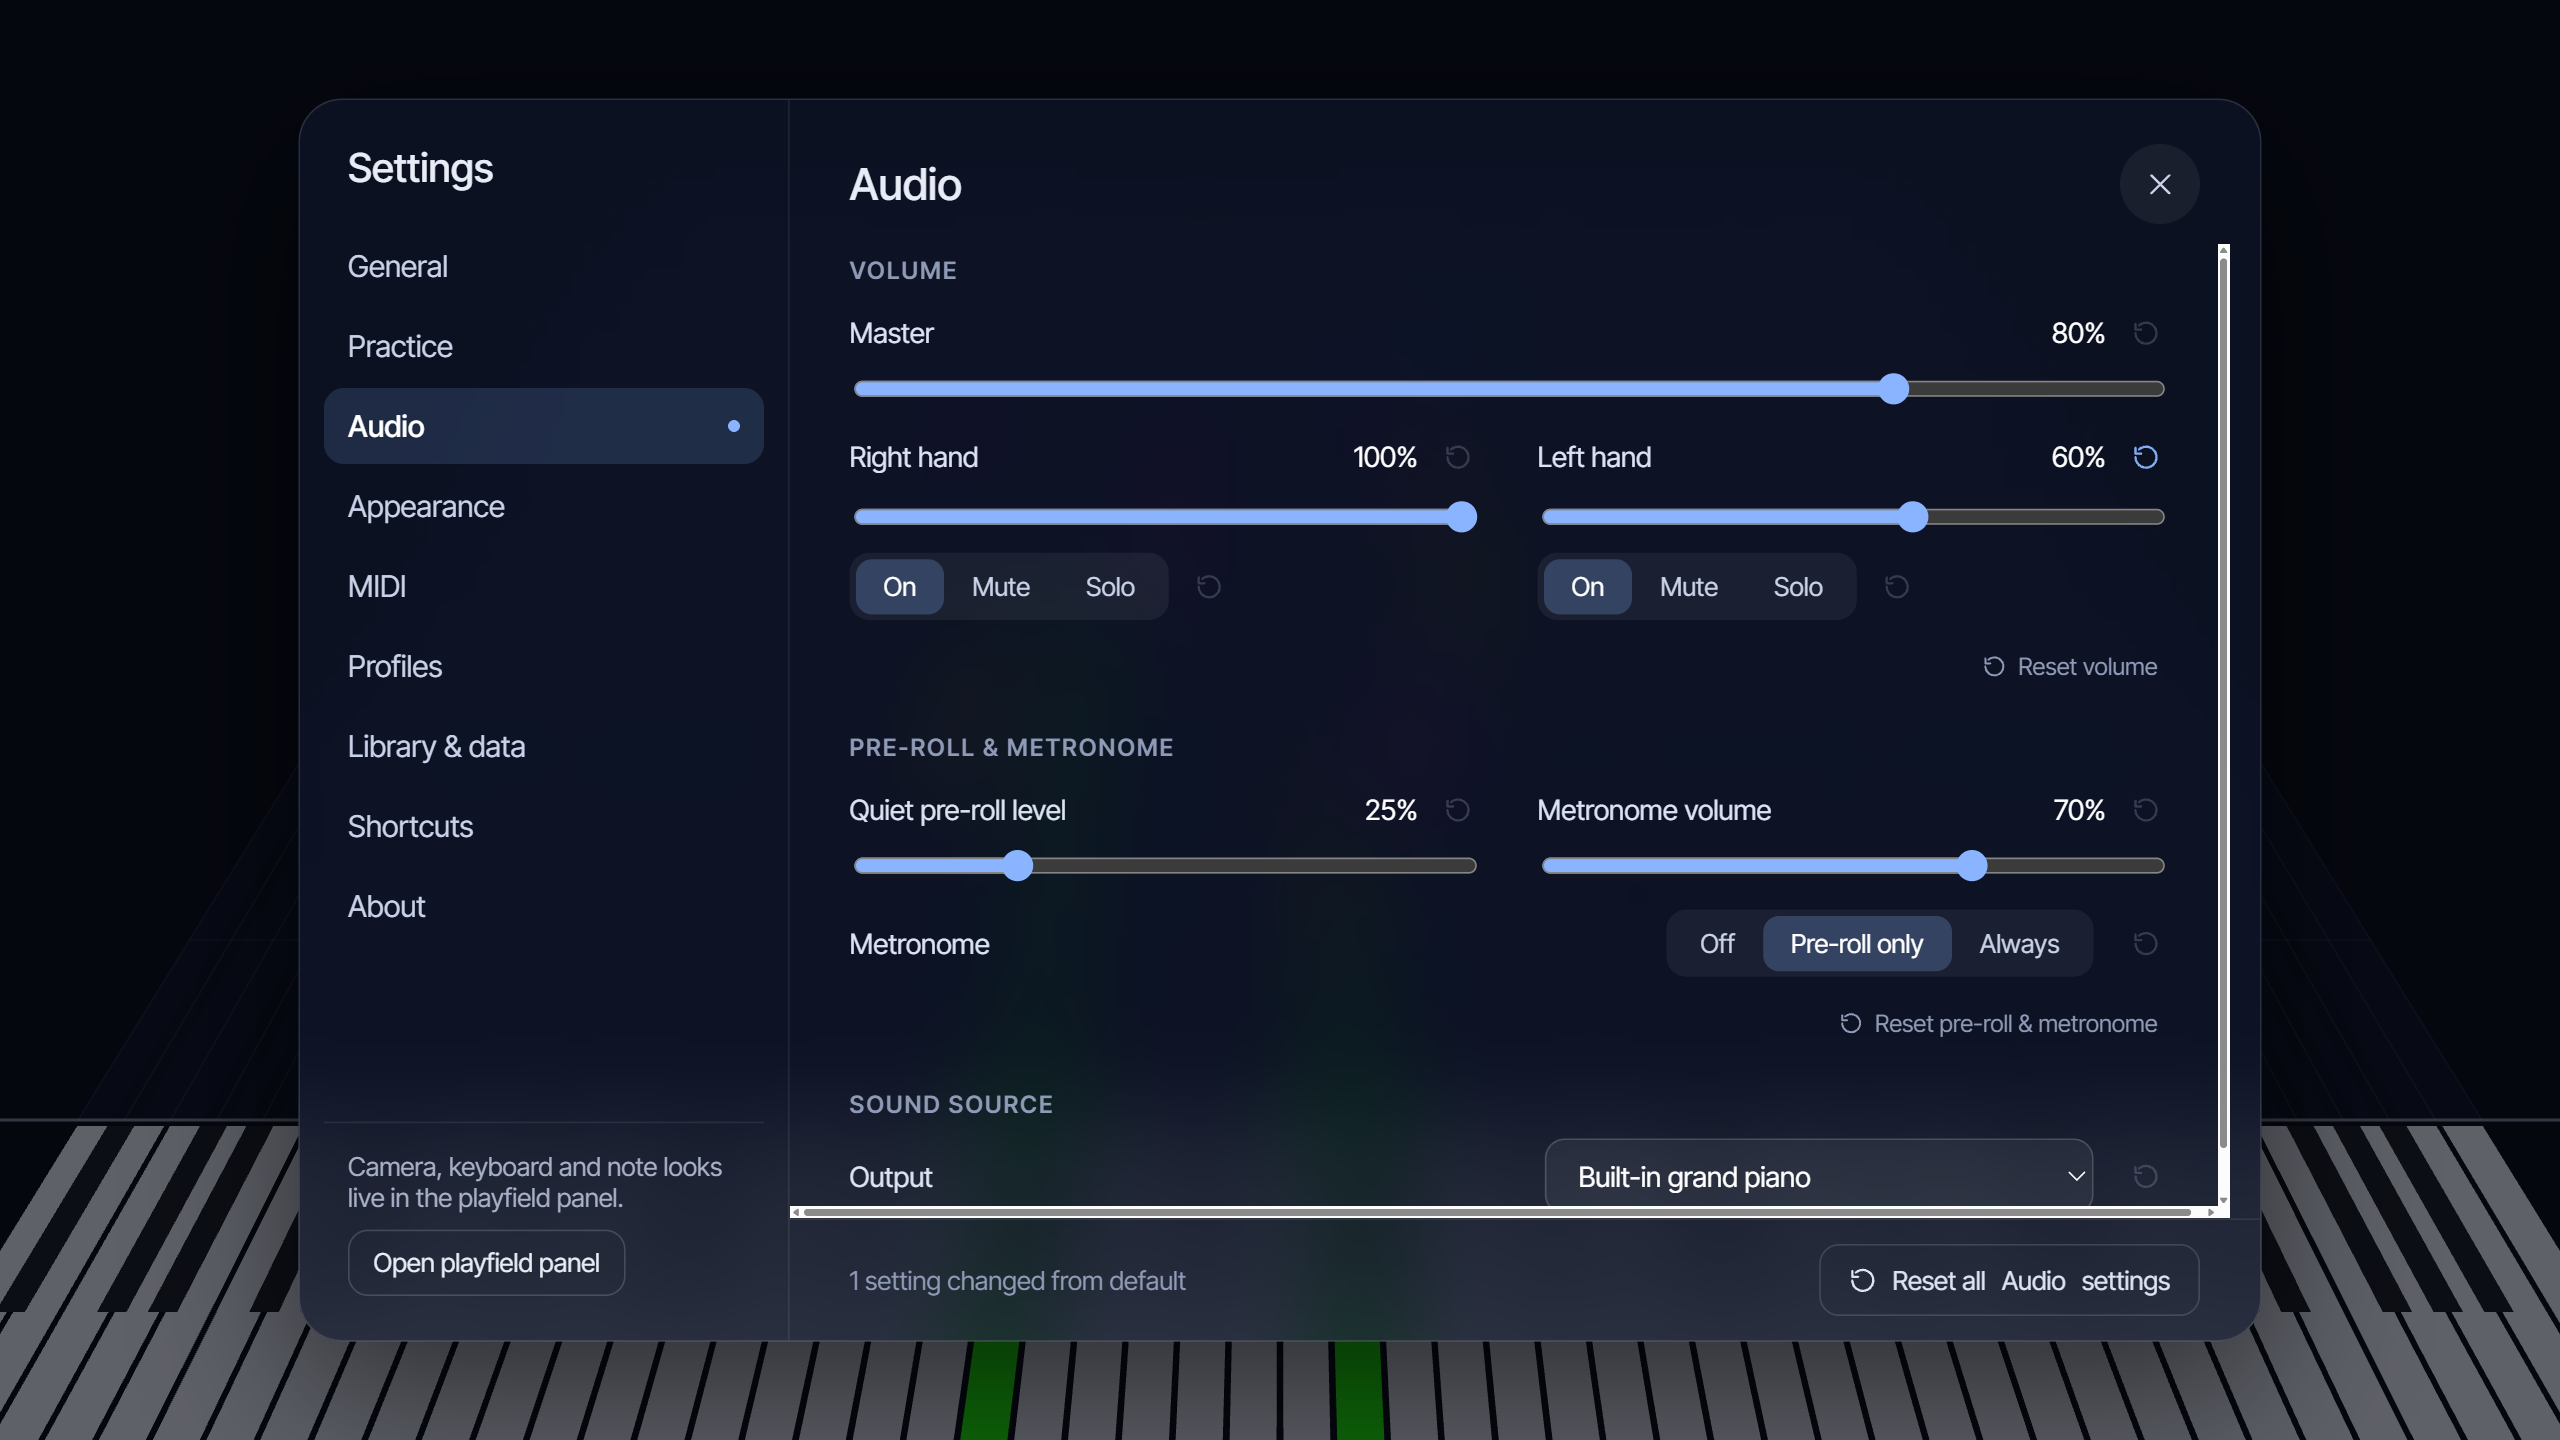 Settings
General
Practice
Audio
Appearance
MIDI
Profiles
Library & data
Shortcuts
About
Camera, keyboard and note looks
live in the playfield panel.
Open playfield panel
Audio
VOLUME
Master 80%
Right hand 100% Left hand 60%
On Mute Solo On Mute Solo
Reset volume
PRE-ROLL & METRONOME
Quiet pre-roll level 25% Metronome volume 70%
Metronome Off Pre-roll only Always
Reset pre-roll & metronome
SOUND SOURCE
Output Built-in grand piano
1 setting changed from default Reset all Audio settings